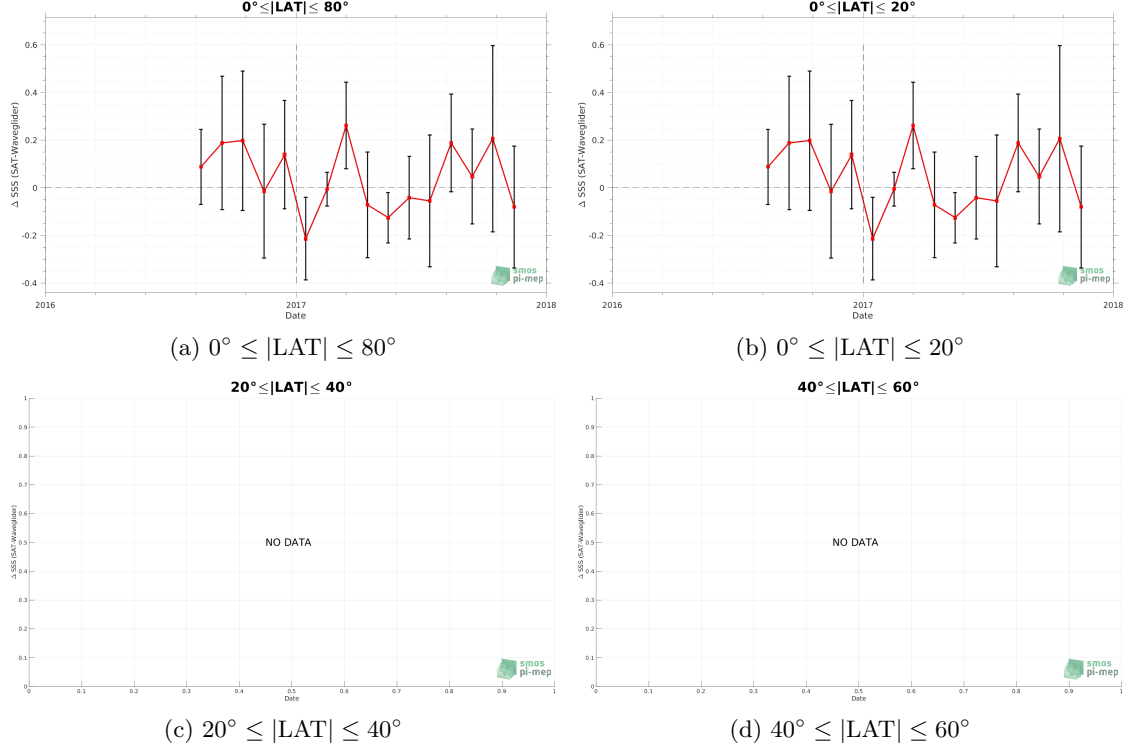 0°≤|LAT|≤ 80°
Δ SSS (SAT-Waveglider)
0.6
0.4
0.2
0
-0.2
-0.4
2016
2017
2018
Date
smos
pi-mep
(a) 0° ≤ |LAT| ≤ 80°
0°≤|LAT|≤ 20°
Δ SSS (SAT-Waveglider)
0.6
0.4
0.2
0
-0.2
-0.4
2016
2017
2018
Date
smos
pi-mep
(b) 0° ≤ |LAT| ≤ 20°
20°≤|LAT|≤ 40°
Δ SSS (SAT-Waveglider)
1
0.9
0.8
0.7
0.6
0.5
0.4
0.3
0.2
0.1
0
NO DATA
0 0.1 0.2 0.3 0.4 0.5 0.6 0.7 0.8 0.9 1
Date
smos
pi-mep
(c) 20° ≤ |LAT| ≤ 40°
40°≤|LAT|≤ 60°
Δ SSS (SAT-Waveglider)
1
0.9
0.8
0.7
0.6
0.5
0.4
0.3
0.2
0.1
0
NO DATA
0 0.1 0.2 0.3 0.4 0.5 0.6 0.7 0.8 0.9 1
Date
smos
pi-mep
(d) 40° ≤ |LAT| ≤ 60°